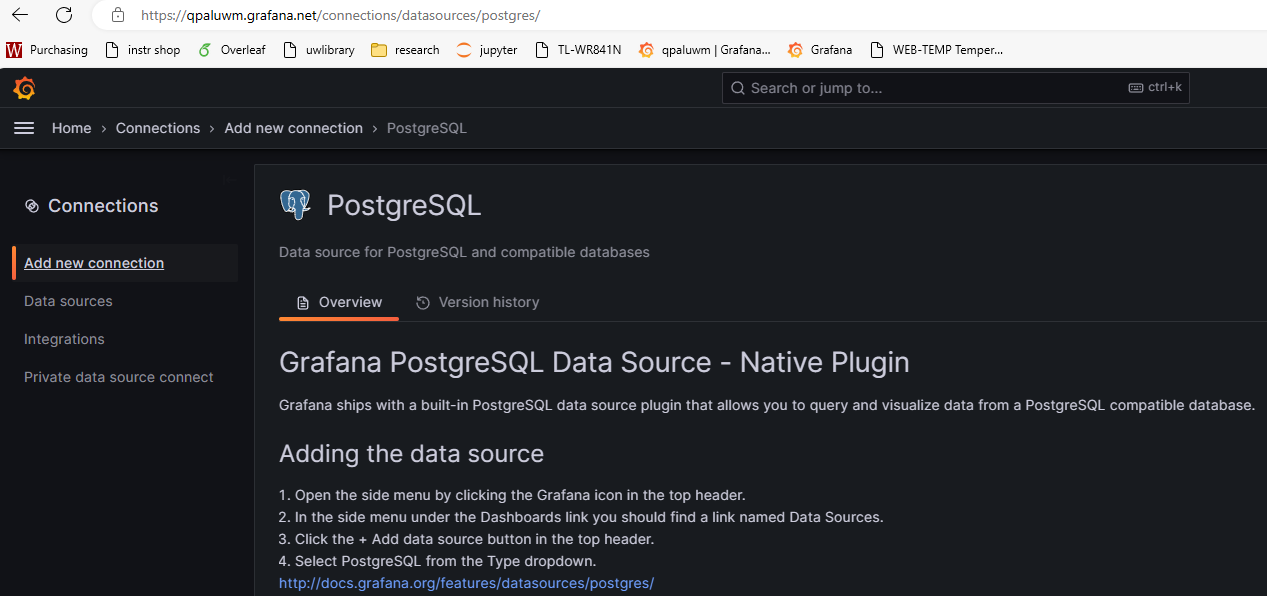 https://qpaluwm.grafana.net/connections/datasources/postgres/
W Purchasing instr shop Overleaf uwlibrary research jupyter TL-WR841N qpaluwm | Grafana... Grafana WEB-TEMP Temper...
Search or jump to... ctrl+k
Home › Connections › Add new connection › PostgreSQL
Connections
Add new connection
Data sources
Integrations
Private data source connect
PostgreSQL
Data source for PostgreSQL and compatible databases
Overview Version history
Grafana PostgreSQL Data Source - Native Plugin
Grafana ships with a built-in PostgreSQL data source plugin that allows you to query and visualize data from a PostgreSQL compatible database.
Adding the data source
1. Open the side menu by clicking the Grafana icon in the top header.
2. In the side menu under the Dashboards link you should find a link named Data Sources.
3. Click the + Add data source button in the top header.
4. Select PostgreSQL from the Type dropdown.
http://docs.grafana.org/features/datasources/postgres/